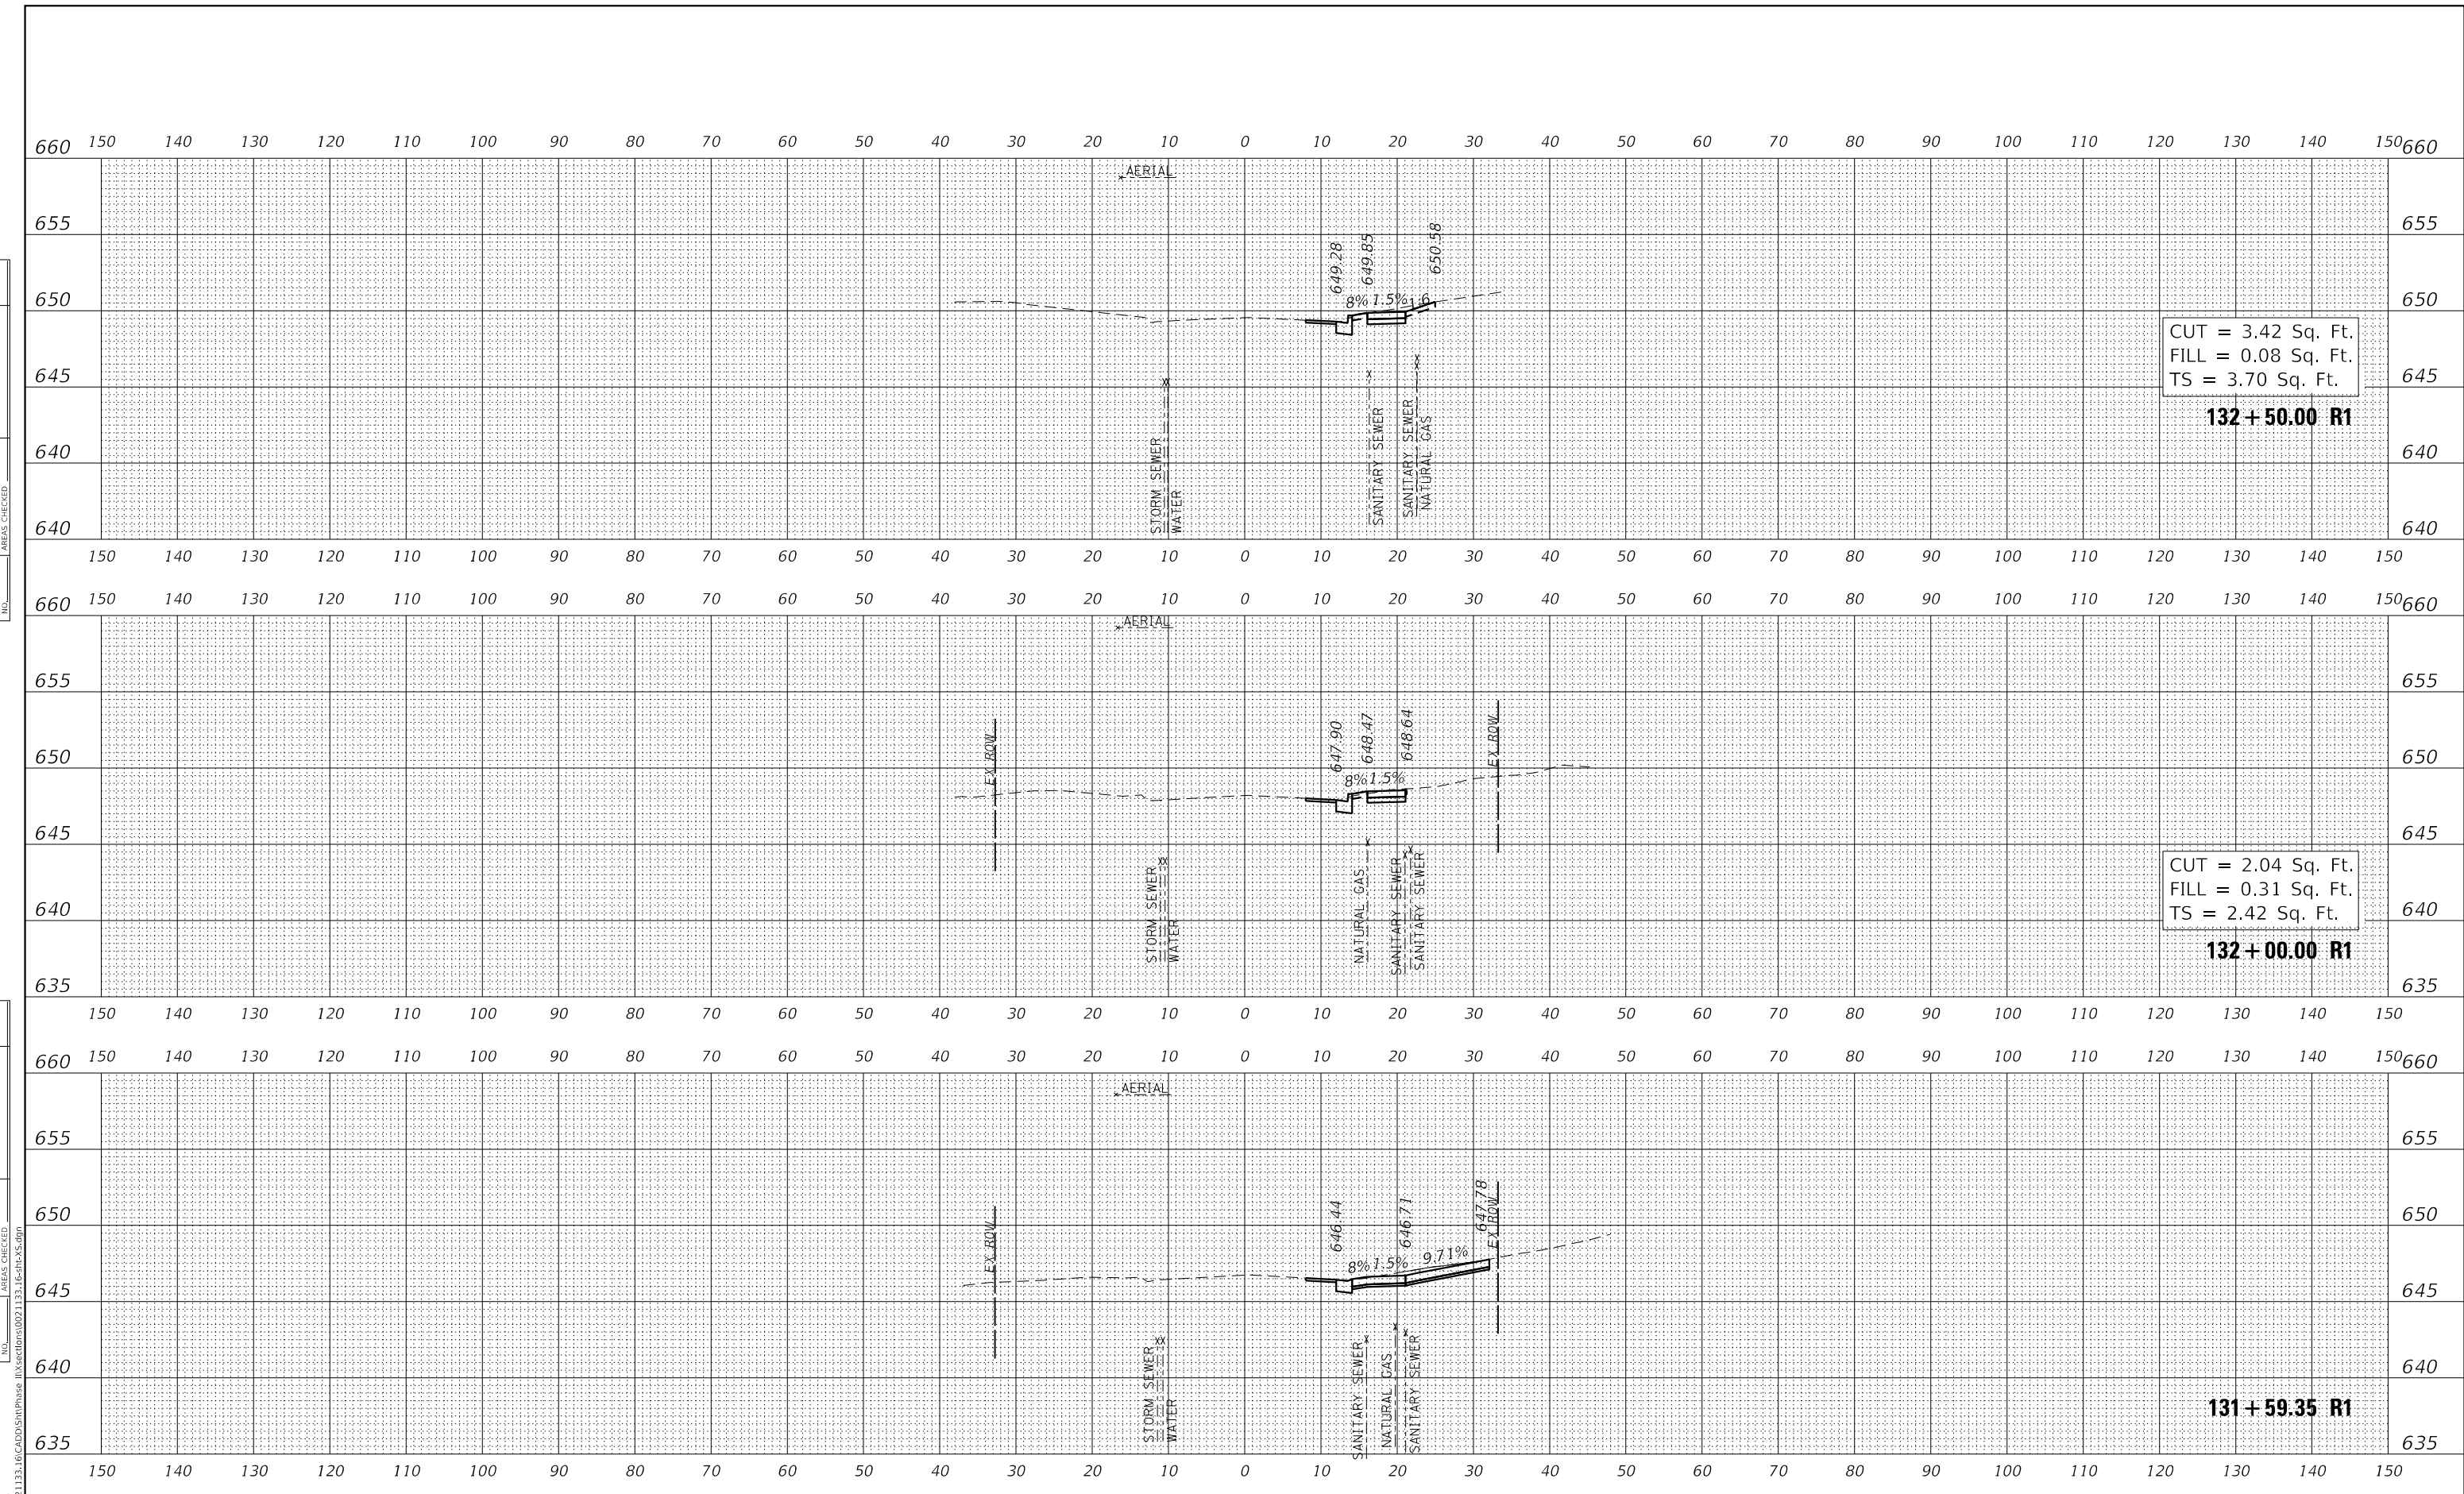 150 140 130 120 110 100 90 80 70 60 50 40 30 20 10 0 10 20 30 40 50 60 70 80 90 100 110 120 130 140 150
660 660
AERIAL
655 655
649.28 649.85 650.58
650 8% 1.5% 1:6 650
CUT = 3.42 Sq. Ft.
FILL = 0.08 Sq. Ft.
TS = 3.70 Sq. Ft.
645 645
132+50.00 R1
STORM SEWER
WATER
SANITARY SEWER
SANITARY SEWER
NATURAL GAS
640 640
640 640
150 140 130 120 110 100 90 80 70 60 50 40 30 20 10 0 10 20 30 40 50 60 70 80 90 100 110 120 130 140 150
150 140 130 120 110 100 90 80 70 60 50 40 30 20 10 0 10 20 30 40 50 60 70 80 90 100 110 120 130 140 150
660 660
AERIAL
655 655
EX ROW
647.90 648.47 648.64
EX ROW
650 650
8% 1.5%
645 645
CUT = 2.04 Sq. Ft.
FILL = 0.31 Sq. Ft.
TS = 2.42 Sq. Ft.
STORM SEWER
WATER
NATURAL GAS
SANITARY SEWER
SANITARY SEWER
640 640
132+00.00 R1
635 635
150 140 130 120 110 100 90 80 70 60 50 40 30 20 10 0 10 20 30 40 50 60 70 80 90 100 110 120 130 140 150
150 140 130 120 110 100 90 80 70 60 50 40 30 20 10 0 10 20 30 40 50 60 70 80 90 100 110 120 130 140 150
660 660
AERIAL
655 655
EX ROW
646.44 646.71 647.78
EX ROW
650 650
8% 1.5% 9.71%
645 645
STORM SEWER
WATER
SANITARY SEWER
NATURAL GAS
SANITARY SEWER
640 640
131+59.35 R1
635 635
150 140 130 120 110 100 90 80 70 60 50 40 30 20 10 0 10 20 30 40 50 60 70 80 90 100 110 120 130 140 150
AREAS CHECKED
NO.
AREAS CHECKED
NO.
21133.16\CADD\Sht\Phase II\Xsections\0021133.16-sht-XS.dgn